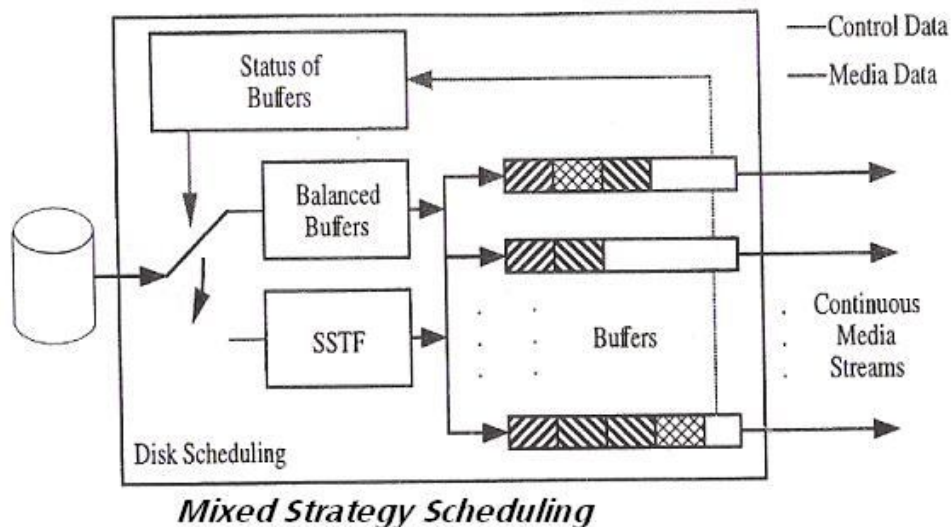 Status of
Buffers
Control Data
Media Data
Balanced
Buffers
SSTF
Buffers
Continuous
Media
Streams
Disk Scheduling
Mixed Strategy Scheduling